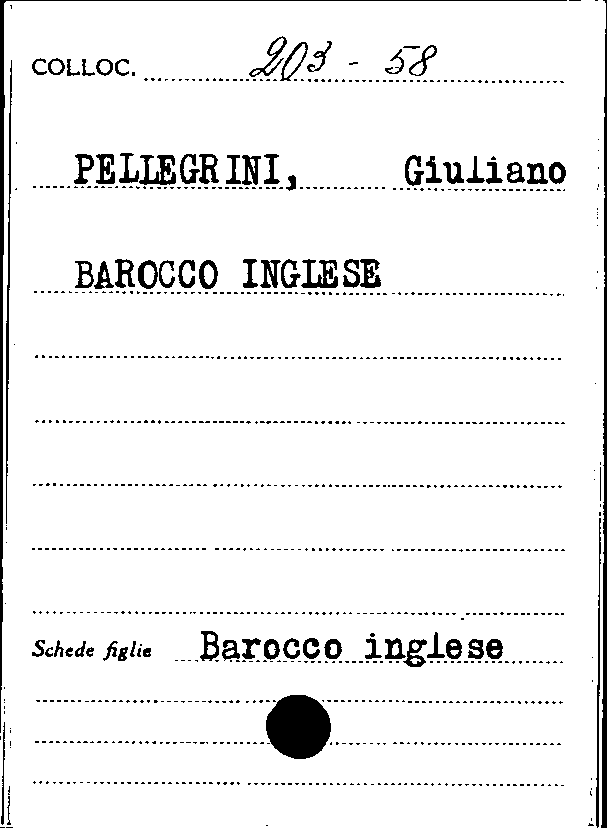 COLLOC. 203 - 58
PELLEGRINI, Giuliano
BAROCCO INGLESE
Schede figlie Barocco inglese